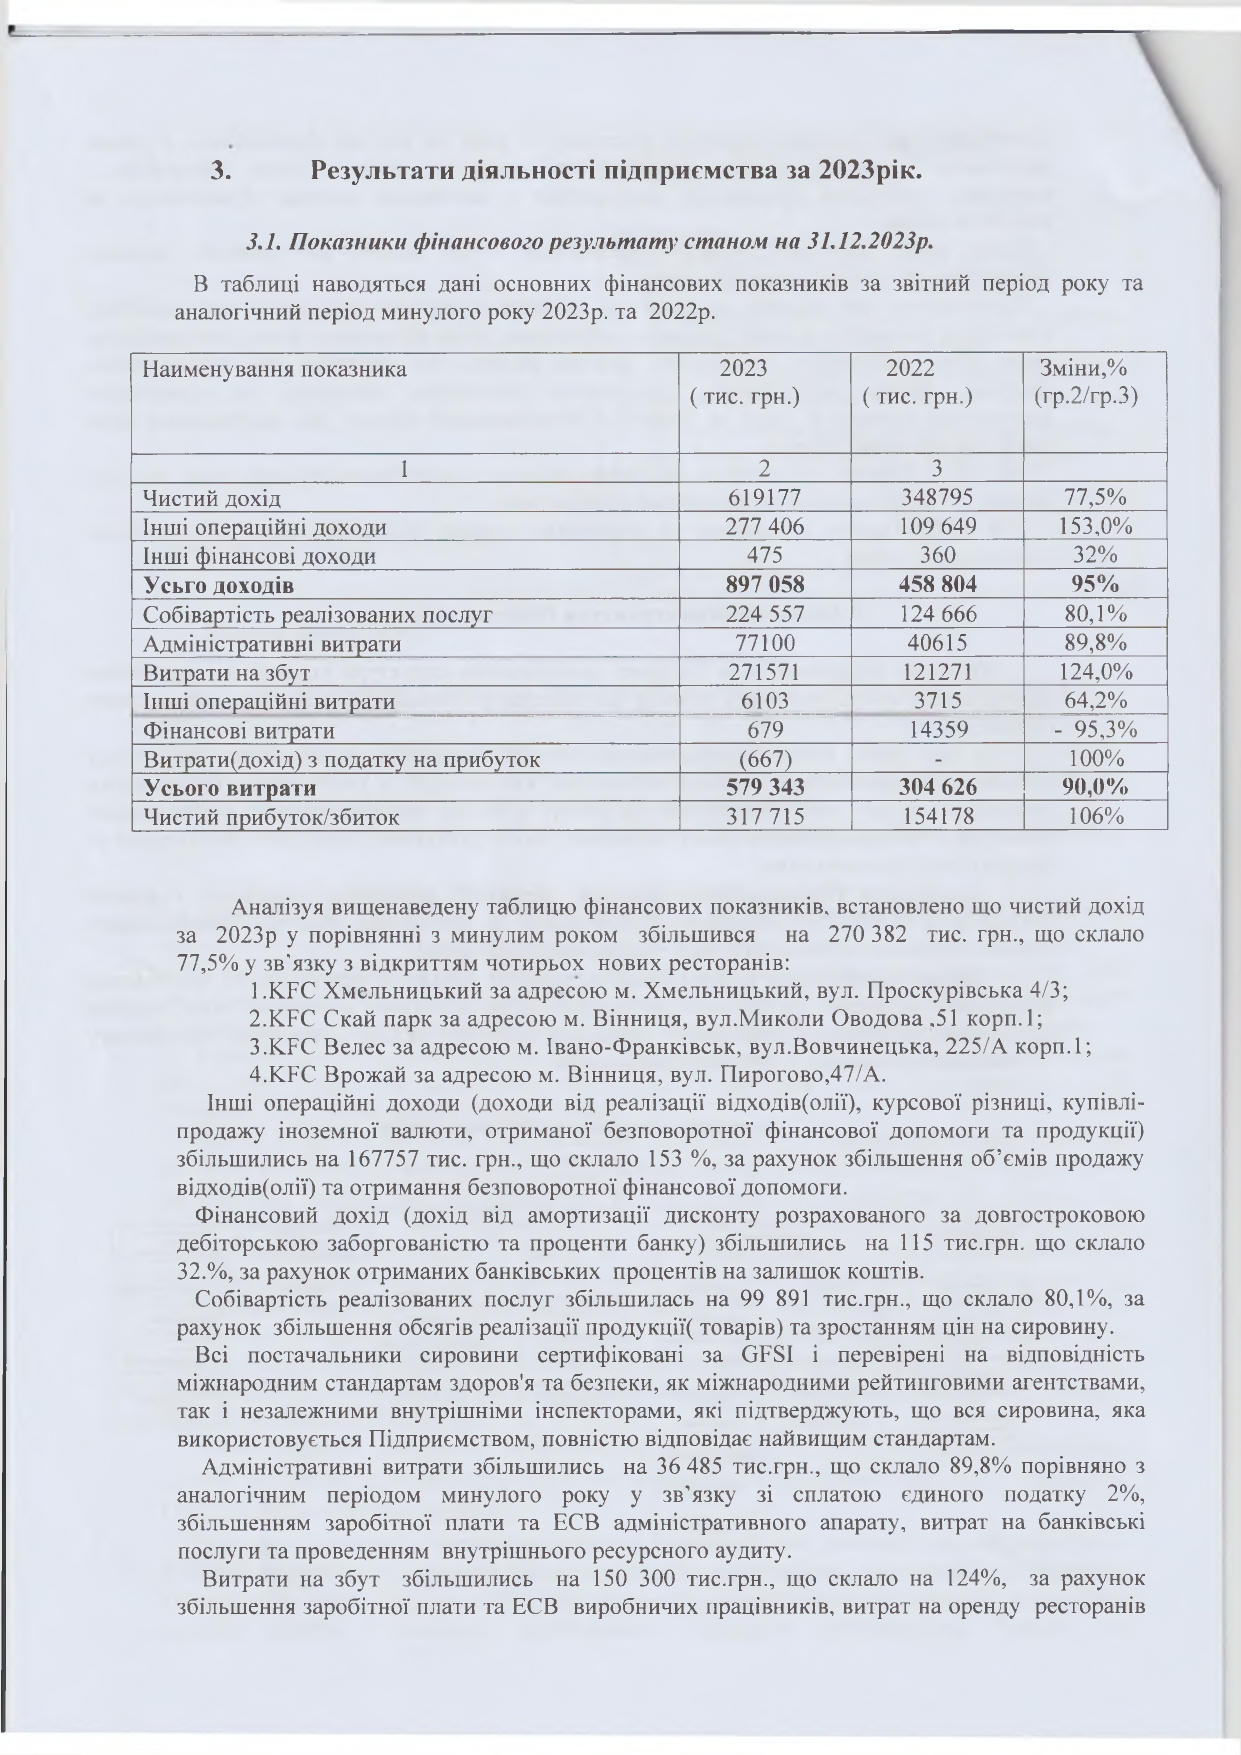 3. Результати діяльності підприємства за 2023рік.
3.1. Показники фінансового результату станом на 31.12.2023р.
В таблиці наводяться дані основних фінансових показників за звітний період року та
аналогічний період минулого року 2023р. та 2022р.
Наименування показника 2023 ( тис. грн.) 2022 ( тис. грн.) Зміни,% (гр.2/гр.3)
1 2 3
Чистий дохід 619177 348795 77,5%
Інші операційні доходи 277 406 109 649 153,0%
Інші фінансові доходи 475 360 32%
Усьго доходів 897 058 458 804 95%
Собівартість реалізованих послуг 224 557 124 666 80,1%
Адміністративні витрати 77100 40615 89,8%
Витрати на збут 271571 121271 124,0%
Інші операційні витрати 6103 3715 64,2%
Фінансові витрати 679 14359 - 95,3%
Витрати(дохід) з податку на прибуток (667) - 100%
Усього витрати 579 343 304 626 90,0%
Чистий прибуток/збиток 317 715 154178 106%
Аналізуя вищенаведену таблицю фінансових показників, встановлено що чистий дохід
за 2023р у порівнянні з минулим роком збільшився на 270 382 тис. грн., що склало
77,5% у зв'язку з відкриттям чотирьох нових ресторанів:
1.KFC Хмельницький за адресою м. Хмельницький, вул. Проскурівська 4/3;
2.KFC Скай парк за адресою м. Вінниця, вул.Миколи Оводова ,51 корп.1;
3.KFC Велес за адресою м. Івано-Франківськ, вул.Вовчинецька, 225/А корп.1;
4.KFC Врожай за адресою м. Вінниця, вул. Пирогово,47/А.
Інші операційні доходи (доходи від реалізації відходів(олії), курсової різниці, купівлі-
продажу іноземної валюти, отриманої безповоротної фінансової допомоги та продукції)
збільшились на 167757 тис. грн., що склало 153 %, за рахунок збільшення об’ємів продажу
відходів(олії) та отримання безповоротної фінансової допомоги.
Фінансовий дохід (дохід від амортизації дисконту розрахованого за довгостроковою
дебіторською заборгованістю та проценти банку) збільшились на 115 тис.грн. що склало
32.%, за рахунок отриманих банківських процентів на залишок коштів.
Собівартість реалізованих послуг збільшилась на 99 891 тис.грн., що склало 80,1%, за
рахунок збільшення обсягів реалізації продукції( товарів) та зростанням цін на сировину.
Всі постачальники сировини сертифіковані за GFSI і перевірені на відповідність
міжнародним стандартам здоров'я та безпеки, як міжнародними рейтинговими агентствами,
так і незалежними внутрішніми інспекторами, які підтверджують, що вся сировина, яка
використовується Підприємством, повністю відповідає найвищим стандартам.
Адміністративні витрати збільшились на 36 485 тис.грн., що склало 89,8% порівняно з
аналогічним періодом минулого року у зв’язку зі сплатою єдиного податку 2%,
збільшенням заробітної плати та ЕСВ адміністративного апарату, витрат на банківські
послуги та проведенням внутрішнього ресурсного аудиту.
Витрати на збут збільшились на 150 300 тис.грн., що склало на 124%, за рахунок
збільшення заробітної плати та ЕСВ виробничих працівників, витрат на оренду ресторанів